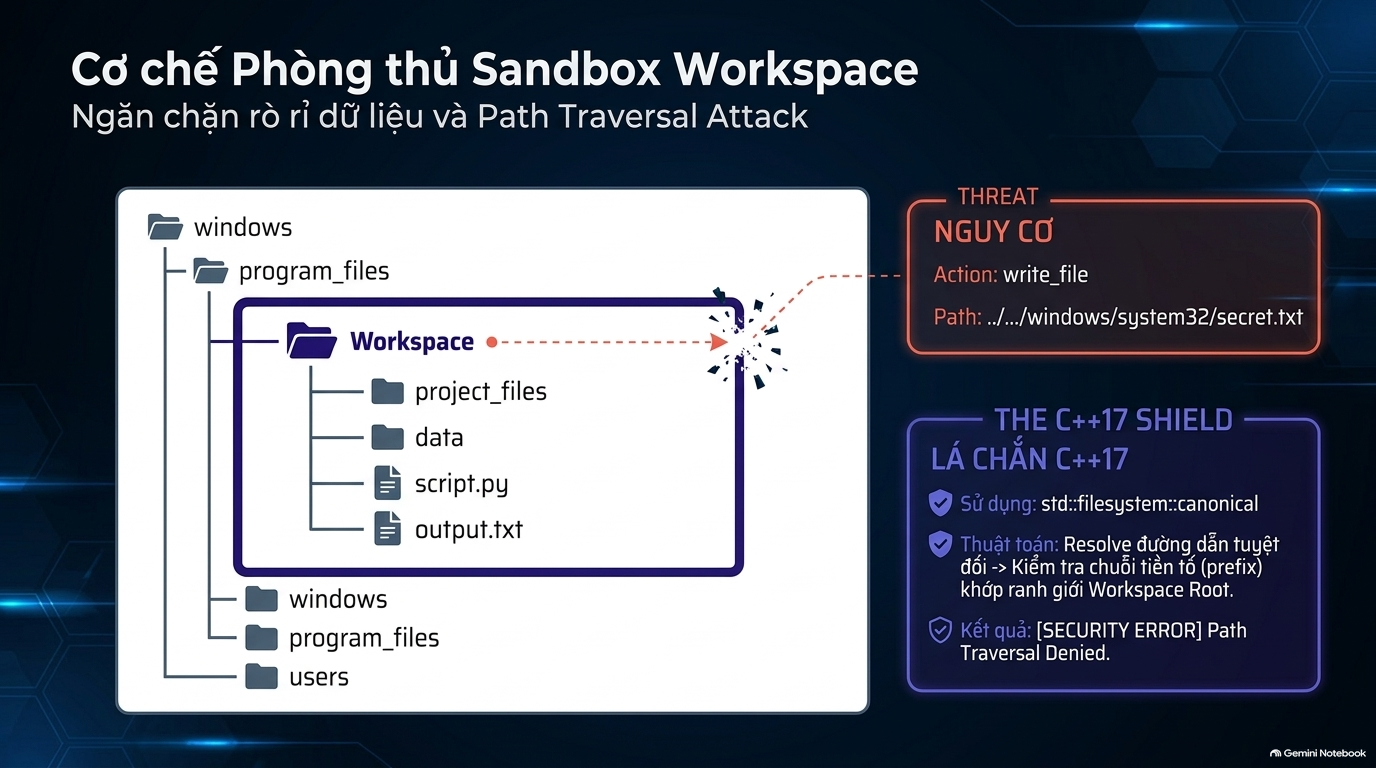 Cơ chế Phòng thủ Sandbox Workspace
Ngăn chặn rò rỉ dữ liệu và Path Traversal Attack
windows
program_files
Workspace
project_files
data
script.py
output.txt
windows
program_files
users
THREAT
NGUY CƠ
Action: write_file
Path: ../.../windows/system32/secret.txt
THE C++17 SHIELD
LÁ CHẮN C++17
Sử dụng: std::filesystem::canonical
Thuật toán: Resolve đường dẫn tuyệt
đối -> Kiểm tra chuỗi tiền tố (prefix)
khớp ranh giới Workspace Root.
Kết quả: [SECURITY ERROR] Path
Traversal Denied.
Gemini Notebook